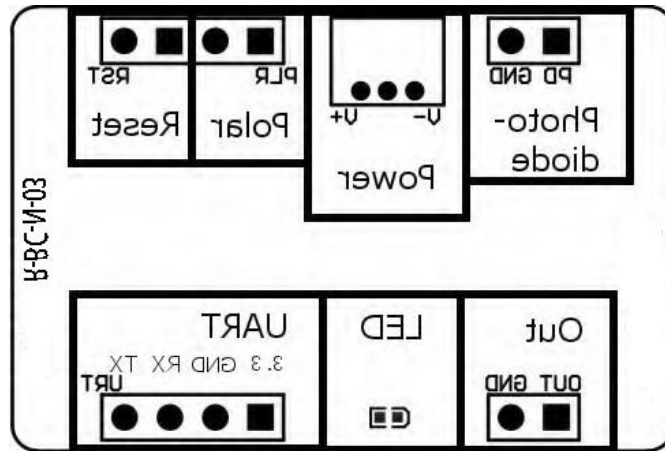 PD GND
Photo-
diode
V- V+
Power
PLR
Polar
RST
Reset
R-BC-N-03
Out
OUT GND
LED
UART
3.3 GND RX TX
URT